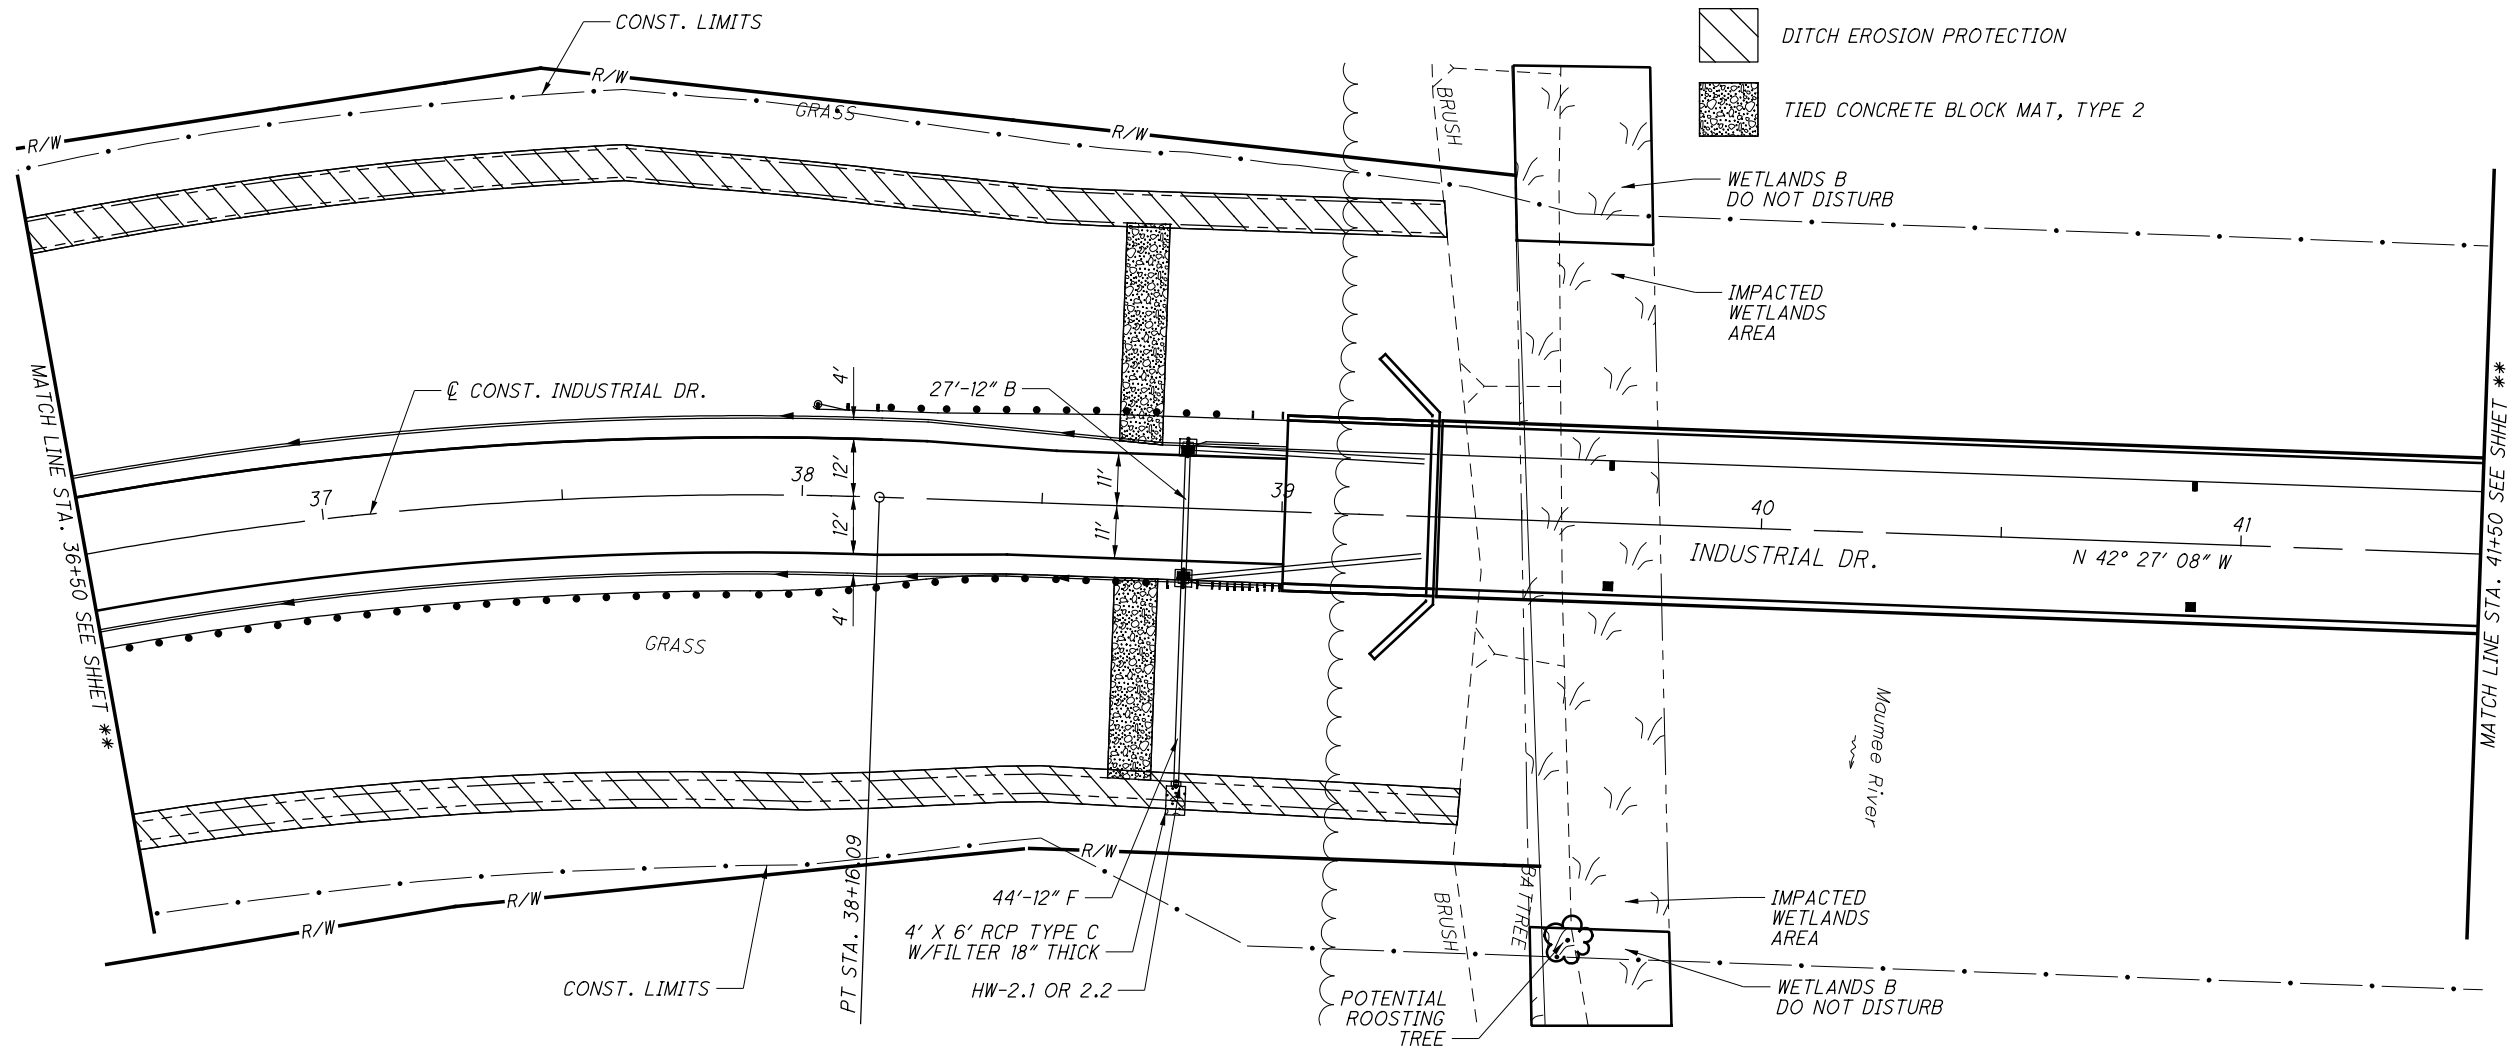 CONST. LIMITS
DITCH EROSION PROTECTION
R/W
BRUSH
GRASS
TIED CONCRETE BLOCK MAT, TYPE 2
R/W
R/W
WETLANDS B
DO NOT DISTURB
IMPACTED
WETLANDS
AREA
MATCH LINE STA. 36+50 SEE SHHET **
℄ CONST. INDUSTRIAL DR.
4'
27'-12" B
MATCH LINE STA. 41+50 SEE SHHET **
12'
11'
37
38
39
40
41
12'
11'
INDUSTRIAL DR.
N 42° 27' 08" W
4'
GRASS
Maumee River
PT STA. 38+16.09
R/W
R/W
R/W
44'-12" F
BRUSH
BAT TREE
IMPACTED
WETLANDS
AREA
4' X 6' RCP TYPE C
W/FILTER 18" THICK
CONST. LIMITS
HW-2.1 OR 2.2
WETLANDS B
DO NOT DISTURB
POTENTIAL
ROOSTING
TREE